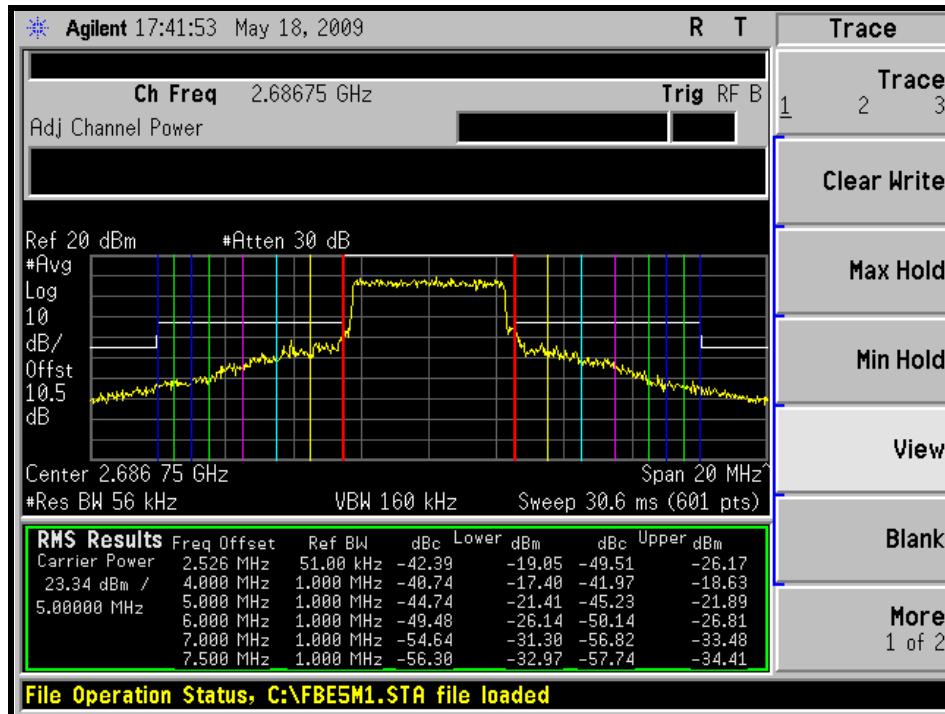 Agilent 17:41:53 May 18, 2009 R T
Trace
Ch Freq 2.68675 GHz Trig RF B
Adj Channel Power
Trace
1 2 3
Clear Write
Max Hold
Min Hold
View
Blank
More
1 of 2
Ref 20 dBm #Atten 30 dB
#Avg
Log
10
dB/
Offst
10.5
dB
Center 2.686 75 GHz Span 20 MHz^
#Res BW 56 kHz VBW 160 kHz Sweep 30.6 ms (601 pts)
RMS Results Freq Offset Ref BW dBc Lower dBm dBc Upper dBm
Carrier Power 2.526 MHz 51.00 kHz -42.39 -19.05 -49.51 -26.17
23.34 dBm / 4.000 MHz 1.000 MHz -40.74 -17.40 -41.97 -18.63
5.00000 MHz 5.000 MHz 1.000 MHz -44.74 -21.41 -45.23 -21.89
6.000 MHz 1.000 MHz -49.48 -26.14 -50.14 -26.81
7.000 MHz 1.000 MHz -54.64 -31.30 -56.82 -33.48
7.500 MHz 1.000 MHz -56.30 -32.97 -57.74 -34.41
File Operation Status, C:\FBE5M1.STA file loaded